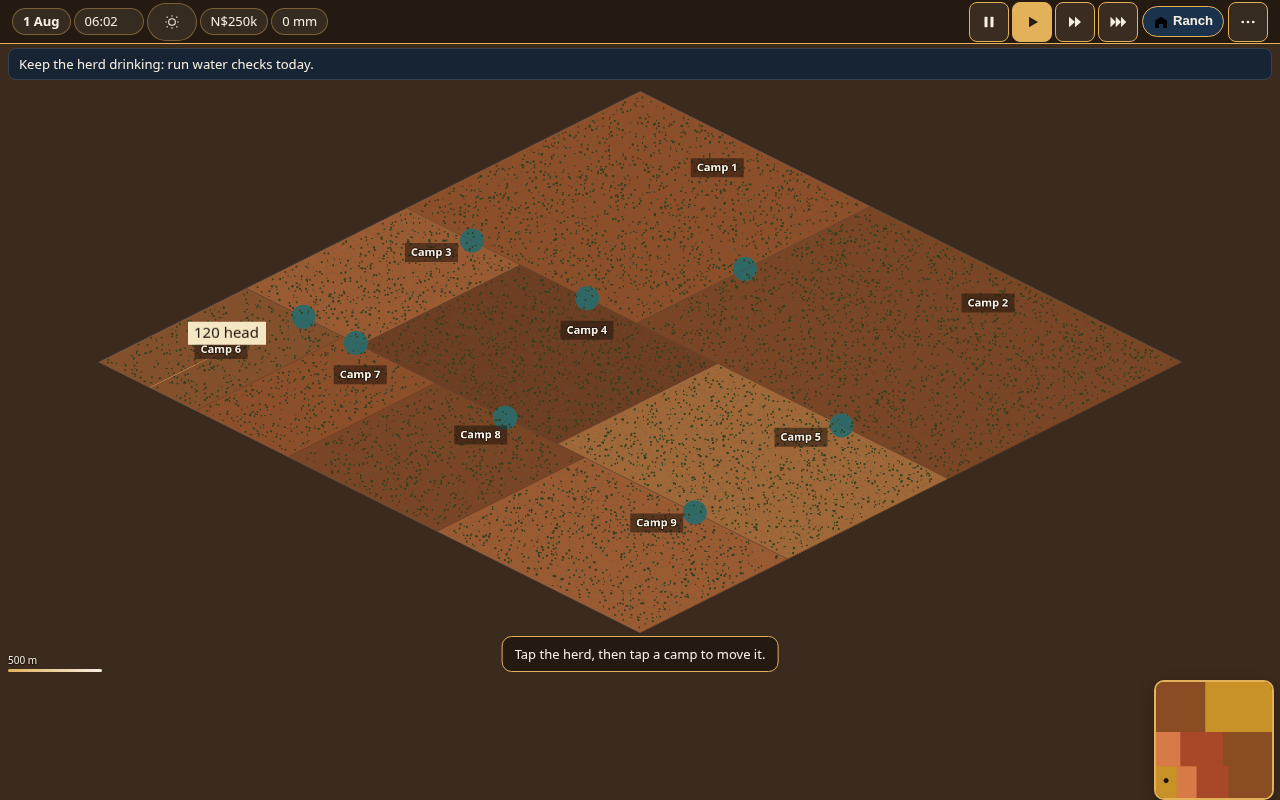 1 Aug
06:02
N$250k
0 mm
Ranch
Keep the herd drinking: run water checks today.
Camp 1
Camp 3
Camp 2
Camp 4
120 head
Camp 6
Camp 7
Camp 8
Camp 5
Camp 9
Tap the herd, then tap a camp to move it.
500 m